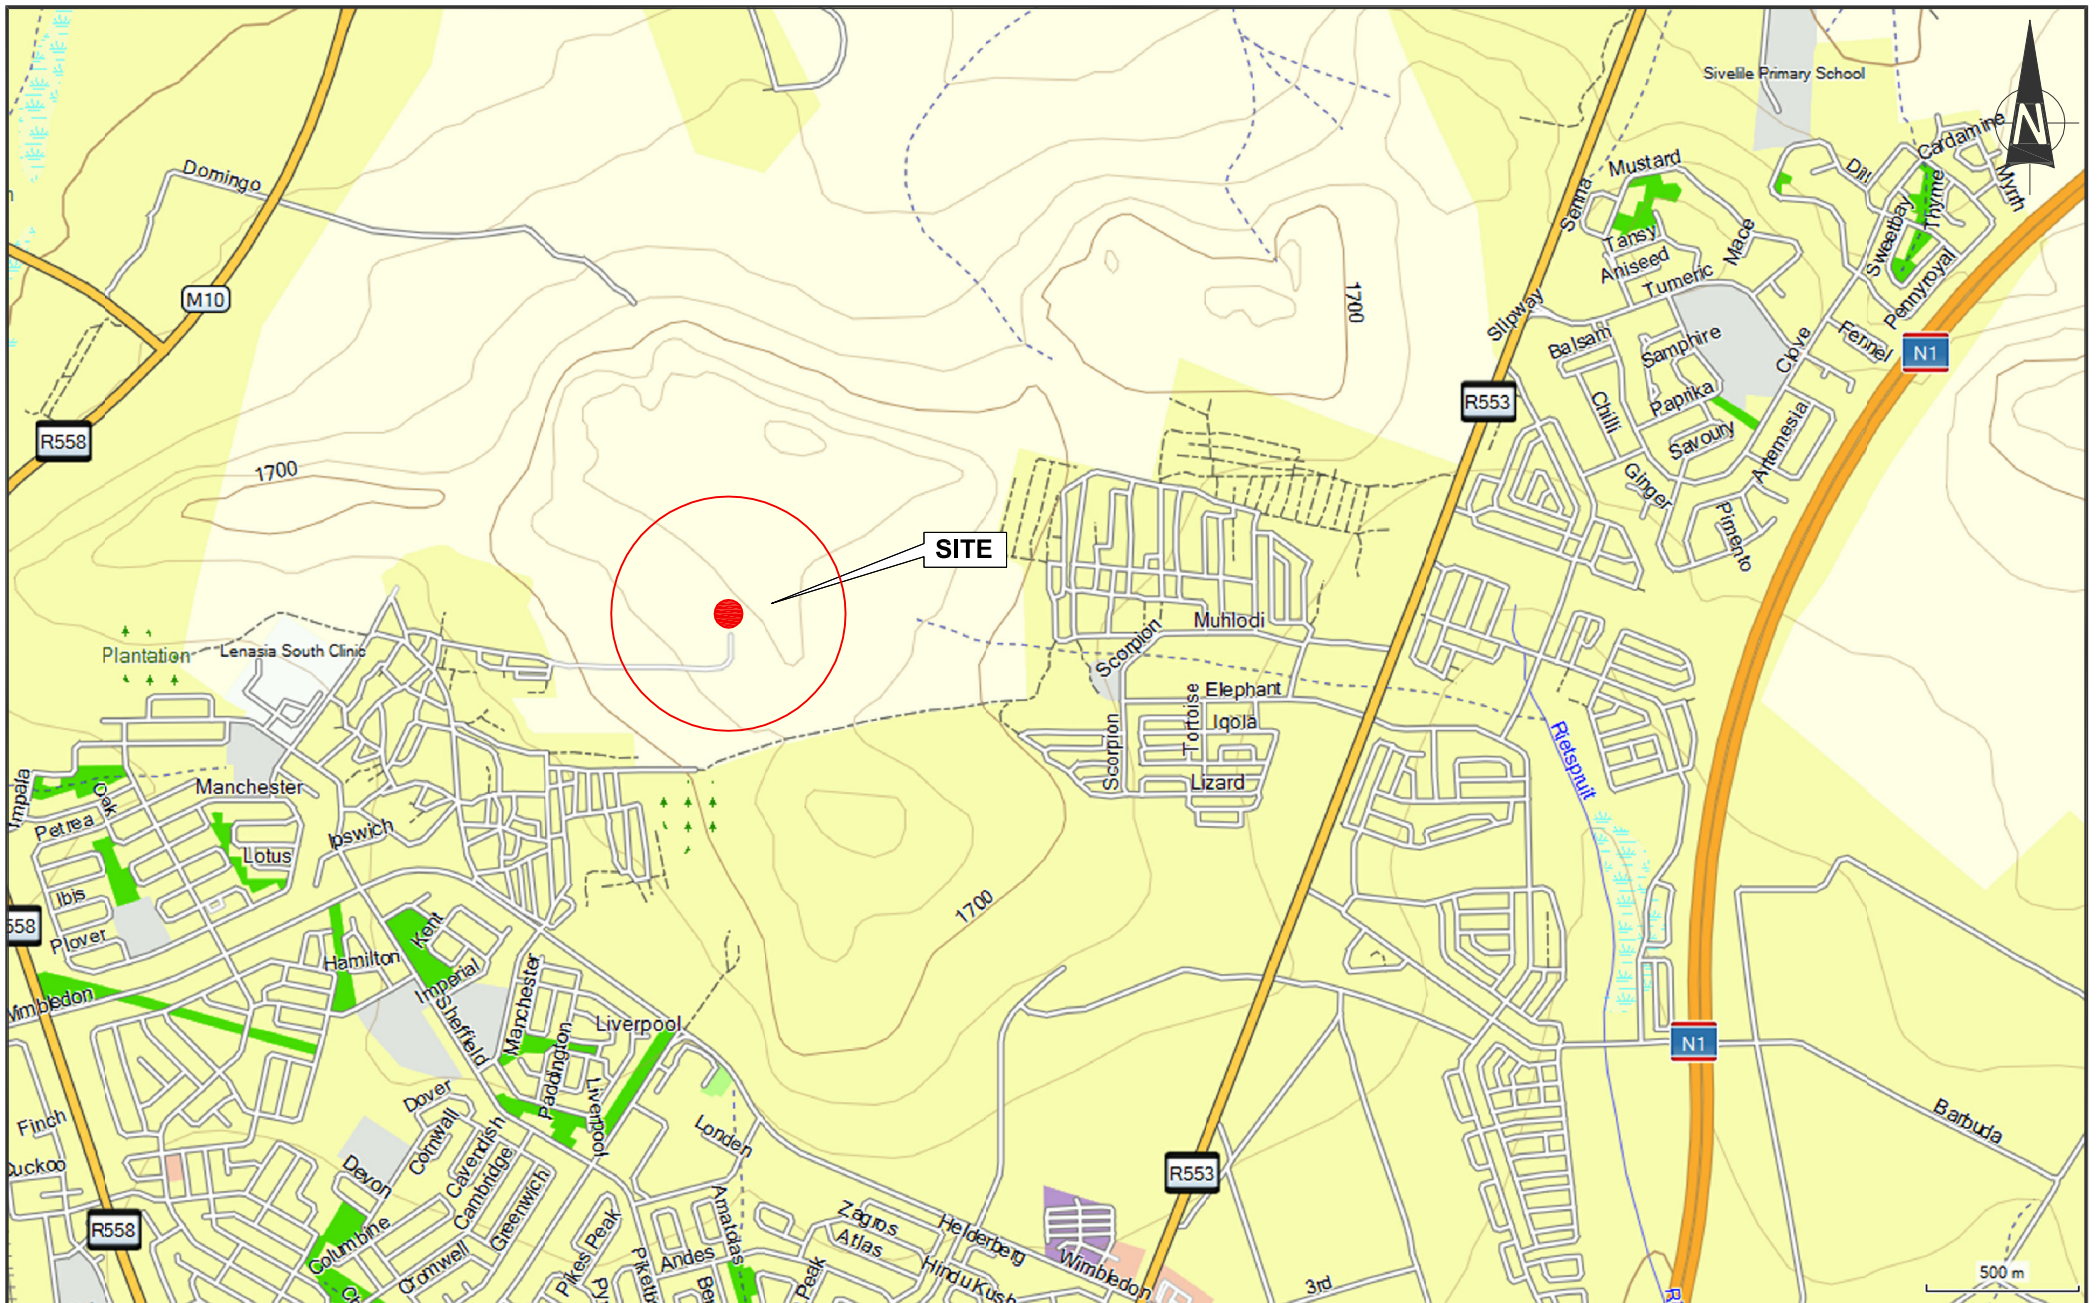 Sivelile Primary School
N
Cardamine
Mustard
Dill
Myrrh
Thyme
Domingo
Senna
Sweetbay
Tansy
Mace
Aniseed
Tumeric
Pennyroyal
M10
1700
Slipway
Balsam
Samphire
Clove
Fennel
N1
R553
Chilli
Paprika
R558
Savoury
Artemesia
1700
Ginger
Pimento
SITE
Muhlodi
Scorpion
Plantation
Lenasia South Clinic
Elephant
Tortoise
Iqola
Scorpion
Rietspruit
Lizard
Impala
Manchester
Oak
Petrea
Ipswich
Lotus
Ibis
558
1700
Kent
Plover
Hamilton
Imperial
Manchester
Wimbledon
Sheffield
Liverpool
N1
Paddington
Dover
Liverpool
Finch
Cornwall
Cavendish
Londen
Barbuda
Cuckoo
Devon
Cambridge
R553
Greenwich
Amatolas
R558
Columbine
Pikes Peak
Zagros
Helderberg
Atlas
Andes
Cromwell
Hindu Kush
Wimbledon
Peak
3rd
500 m